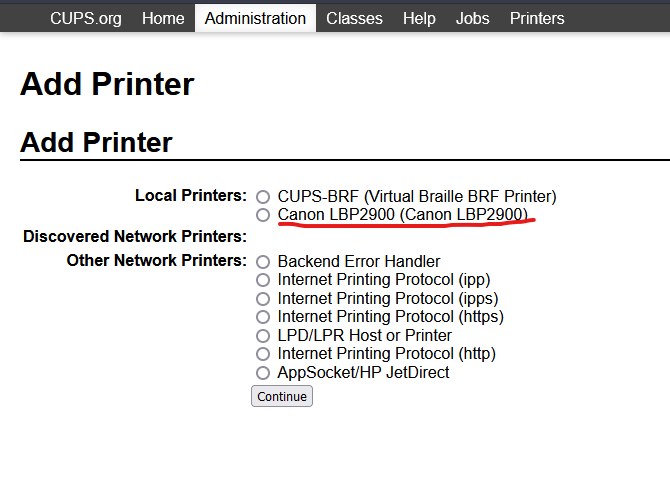 CUPS.org Home Administration Classes Help Jobs Printers
Add Printer
Add Printer
Local Printers: CUPS-BRF (Virtual Braille BRF Printer)
Canon LBP2900 (Canon LBP2900)
Discovered Network Printers:
Other Network Printers: Backend Error Handler
Internet Printing Protocol (ipp)
Internet Printing Protocol (ipps)
Internet Printing Protocol (https)
LPD/LPR Host or Printer
Internet Printing Protocol (http)
AppSocket/HP JetDirect
Continue